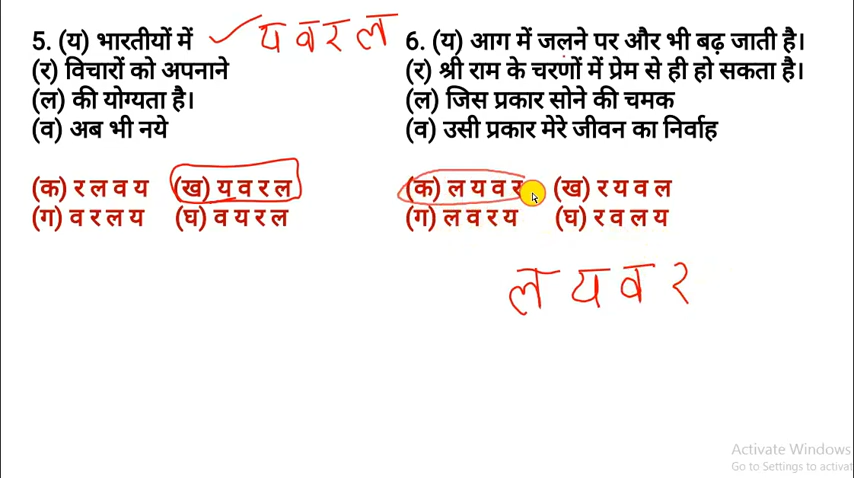 5. (य) भारतीयों में
य व र ल
(र) विचारों को अपनाने
(ल) की योग्यता है।
(व) अब भी नये
(क) र ल व य (ख) य व र ल
(ग) व र ल य (घ) व य र ल
6. (य) आग में जलने पर और भी बढ़ जाती है।
(र) श्री राम के चरणों में प्रेम से ही हो सकता है।
(ल) जिस प्रकार सोने की चमक
(व) उसी प्रकार मेरे जीवन का निर्वाह
(क) ल य व र (ख) र य व ल
(ग) ल व र य (घ) र व ल य
ल य व र
Activate Windows
Go to Settings to activat